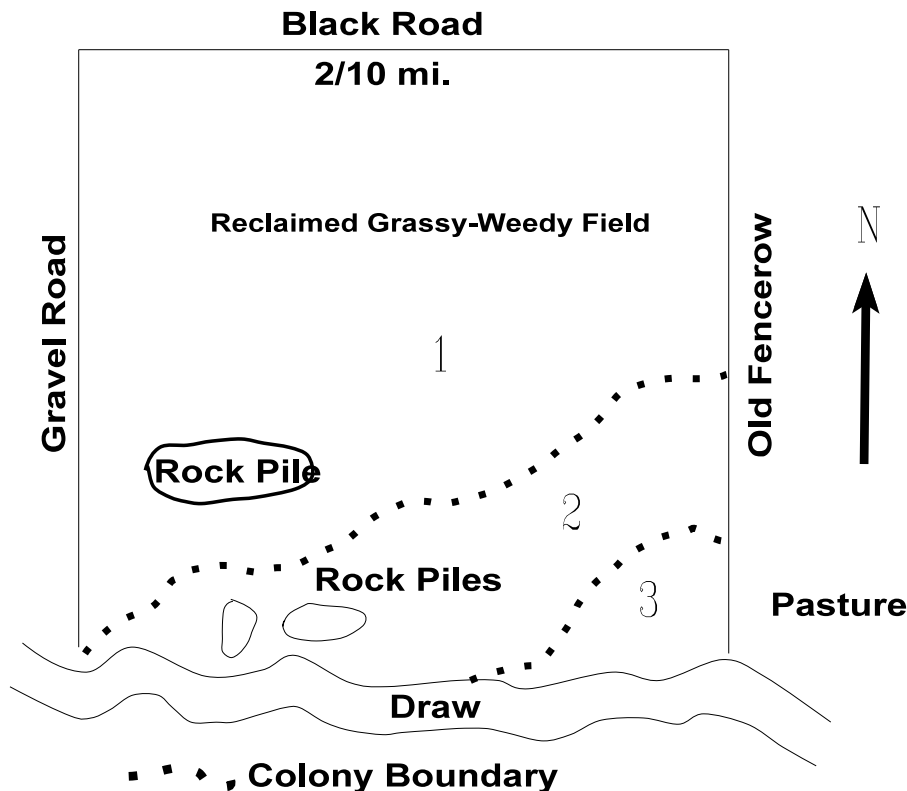 Black Road
2/10 mi.
Reclaimed Grassy-Weedy Field
N
Gravel Road
Old Fencerow
1
Rock Pile
2
Rock Piles
3
Pasture
Draw
Colony Boundary